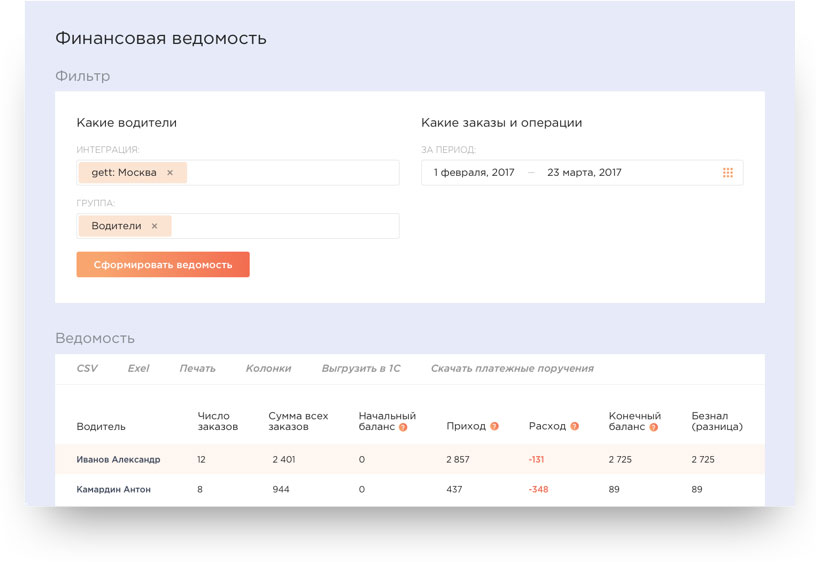 Финансовая ведомость
Фильтр
Какие водители
Какие заказы и операции
ИНТЕГРАЦИЯ:
ЗА ПЕРИОД:
gett: Москва ×
1 февраля, 2017 — 23 марта, 2017
ГРУППА:
Водители ×
Сформировать ведомость
Ведомость
CSV Exel Печать Колонки Выгрузить в 1С Скачать платежные поручения
Водитель Число заказов Сумма всех заказов Начальный баланс ? Приход ? Расход ? Конечный баланс ? Безнал (разница)
Иванов Александр 12 2 401 0 2 857 -131 2 725 2 725
Камардин Антон 8 944 0 437 -348 89 89